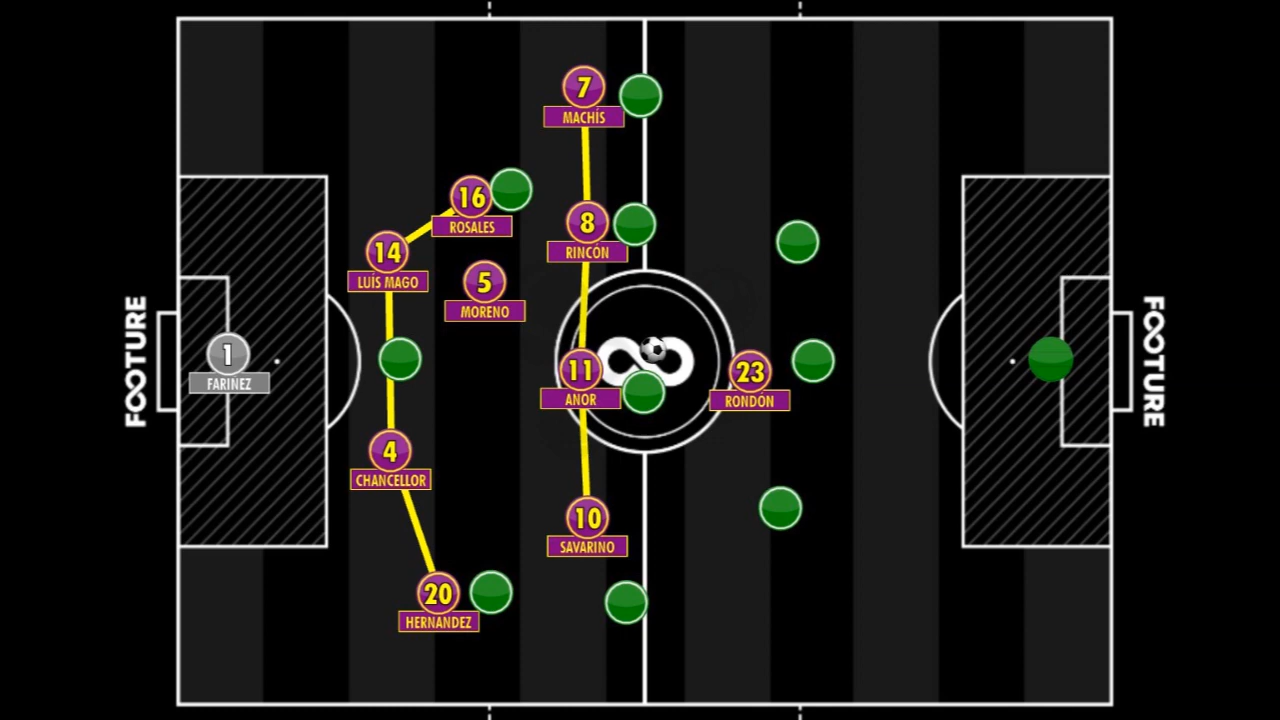 7
MACHÍS
16
ROSALES
8
RINCÓN
14
LUÍS MAGO
5
MORENO
FOOTURE
1
FARINEZ
11
ANOR
23
RONDÓN
FOOTURE
4
CHANCELLOR
10
SAVARINO
20
HERNANDEZ